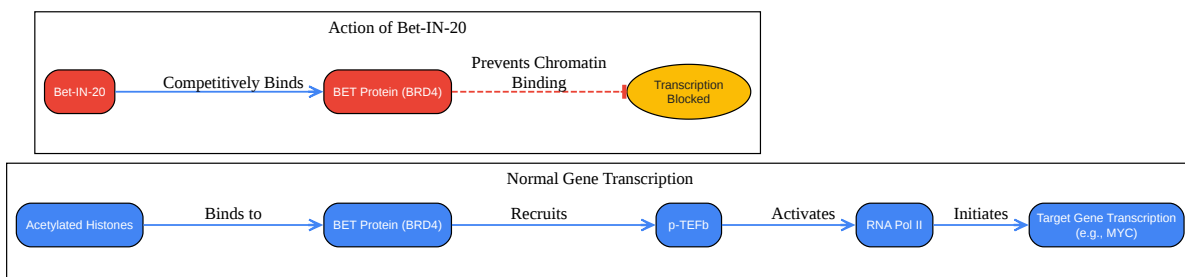 Action of Bet-IN-20
Bet-IN-20
Competitively Binds
BET Protein (BRD4)
Prevents Chromatin
Binding
Transcription
Blocked
Normal Gene Transcription
Acetylated Histones
Binds to
BET Protein (BRD4)
Recruits
p-TEFb
Activates
RNA Pol II
Initiates
Target Gene Transcription
(e.g., MYC)